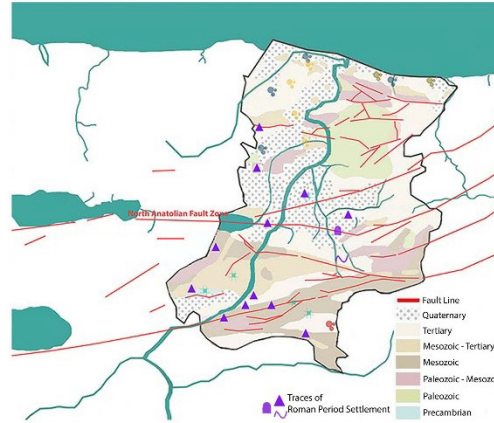 North Anatolian Fault Zone
Fault Line
Quaternary
Tertiary
Mesozoic - Tertiary
Mesozoic
Paleozoic - Mesozoic
Paleozoic
Precambrian
Traces of
Roman Period Settlement